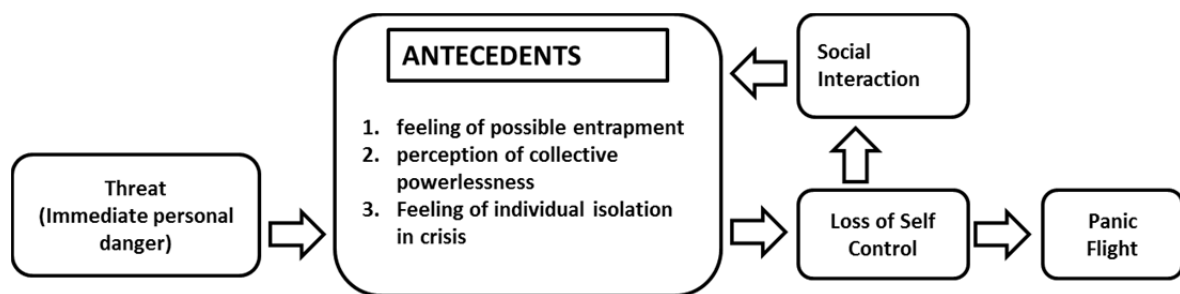 Threat
(Immediate personal
danger)
ANTECEDENTS
1. feeling of possible entrapment
2. perception of collective
powerlessness
3. Feeling of individual isolation
in crisis
Social
Interaction
Loss of Self
Control
Panic
Flight